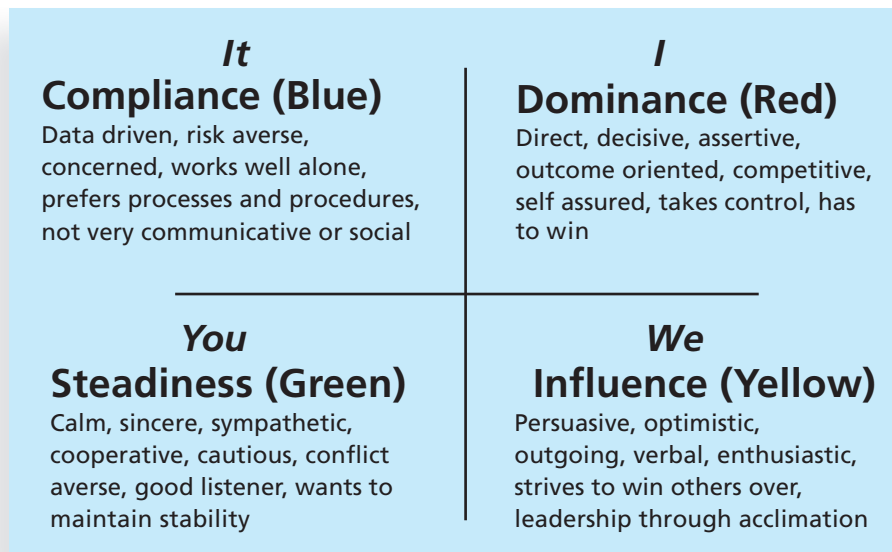 It
Compliance (Blue)
Data driven, risk averse,
concerned, works well alone,
prefers processes and procedures,
not very communicative or social
I
Dominance (Red)
Direct, decisive, assertive,
outcome oriented, competitive,
self assured, takes control, has
to win
You
Steadiness (Green)
Calm, sincere, sympathetic,
cooperative, cautious, conflict
averse, good listener, wants to
maintain stability
We
Influence (Yellow)
Persuasive, optimistic,
outgoing, verbal, enthusiastic,
strives to win others over,
leadership through acclimation